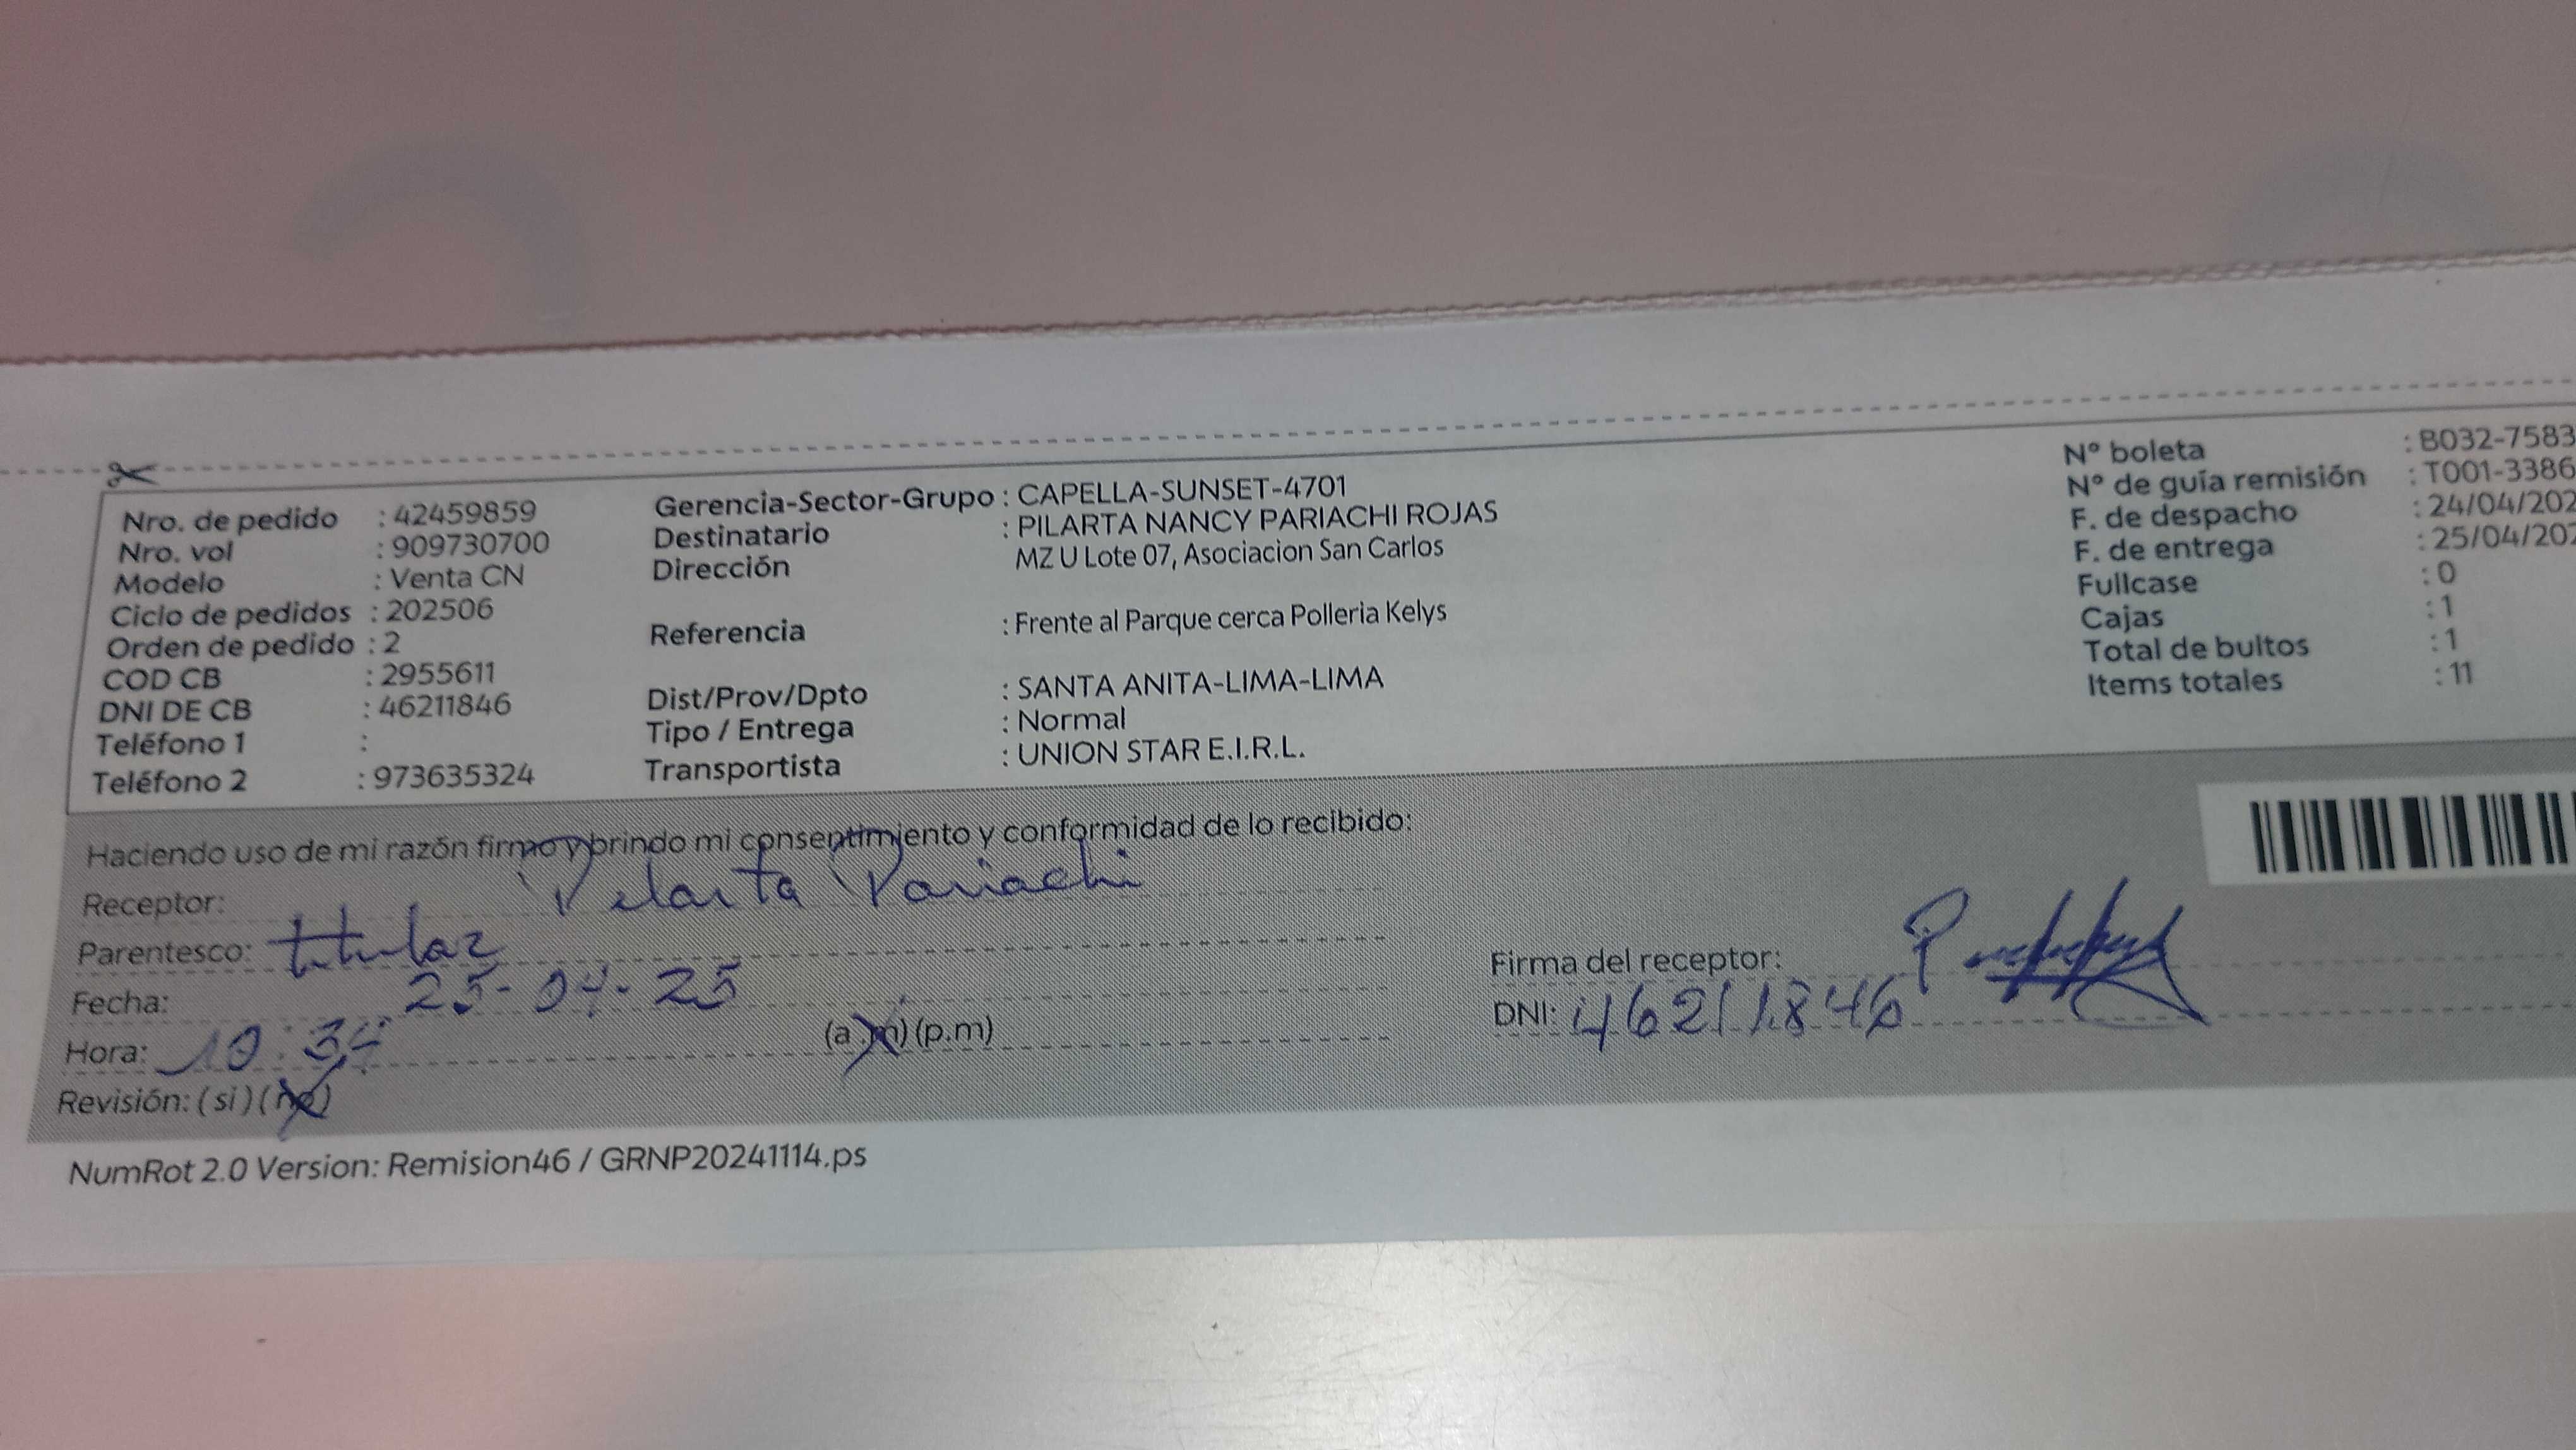 Nro. de pedido : 42459859
Nro. vol : 909730700
Modelo : Venta CN
Ciclo de pedidos : 202506
Orden de pedido : 2
COD CB : 2955611
DNI DE CB : 46211846
Teléfono 1 :
Teléfono 2 : 973635324
Gerencia-Sector-Grupo : CAPELLA-SUNSET-4701
Destinatario : PILARTA NANCY PARIACHI ROJAS
Dirección MZ U Lote 07, Asociacion San Carlos
Referencia : Frente al Parque cerca Polleria Kelys
Dist/Prov/Dpto : SANTA ANITA-LIMA-LIMA
Tipo / Entrega : Normal
Transportista : UNION STAR E.I.R.L.
N° boleta : B032-7583
N° de guía remisión : T001-3386
F. de despacho : 24/04/202
F. de entrega : 25/04/202
Fullcase : 0
Cajas : 1
Total de bultos : 1
Items totales : 11
Haciendo uso de mi razón firmo y brindo mi consentimiento y conformidad de lo recibido:
Receptor: Pilarta Pariachi
Parentesco: titular
Fecha: 25-04-25
Hora: 10:34 (a.m) (p.m)
Revisión: (si) (no)
Firma del receptor:
DNI: 46211846
NumRot 2.0 Version: Remision46 / GRNP20241114.ps